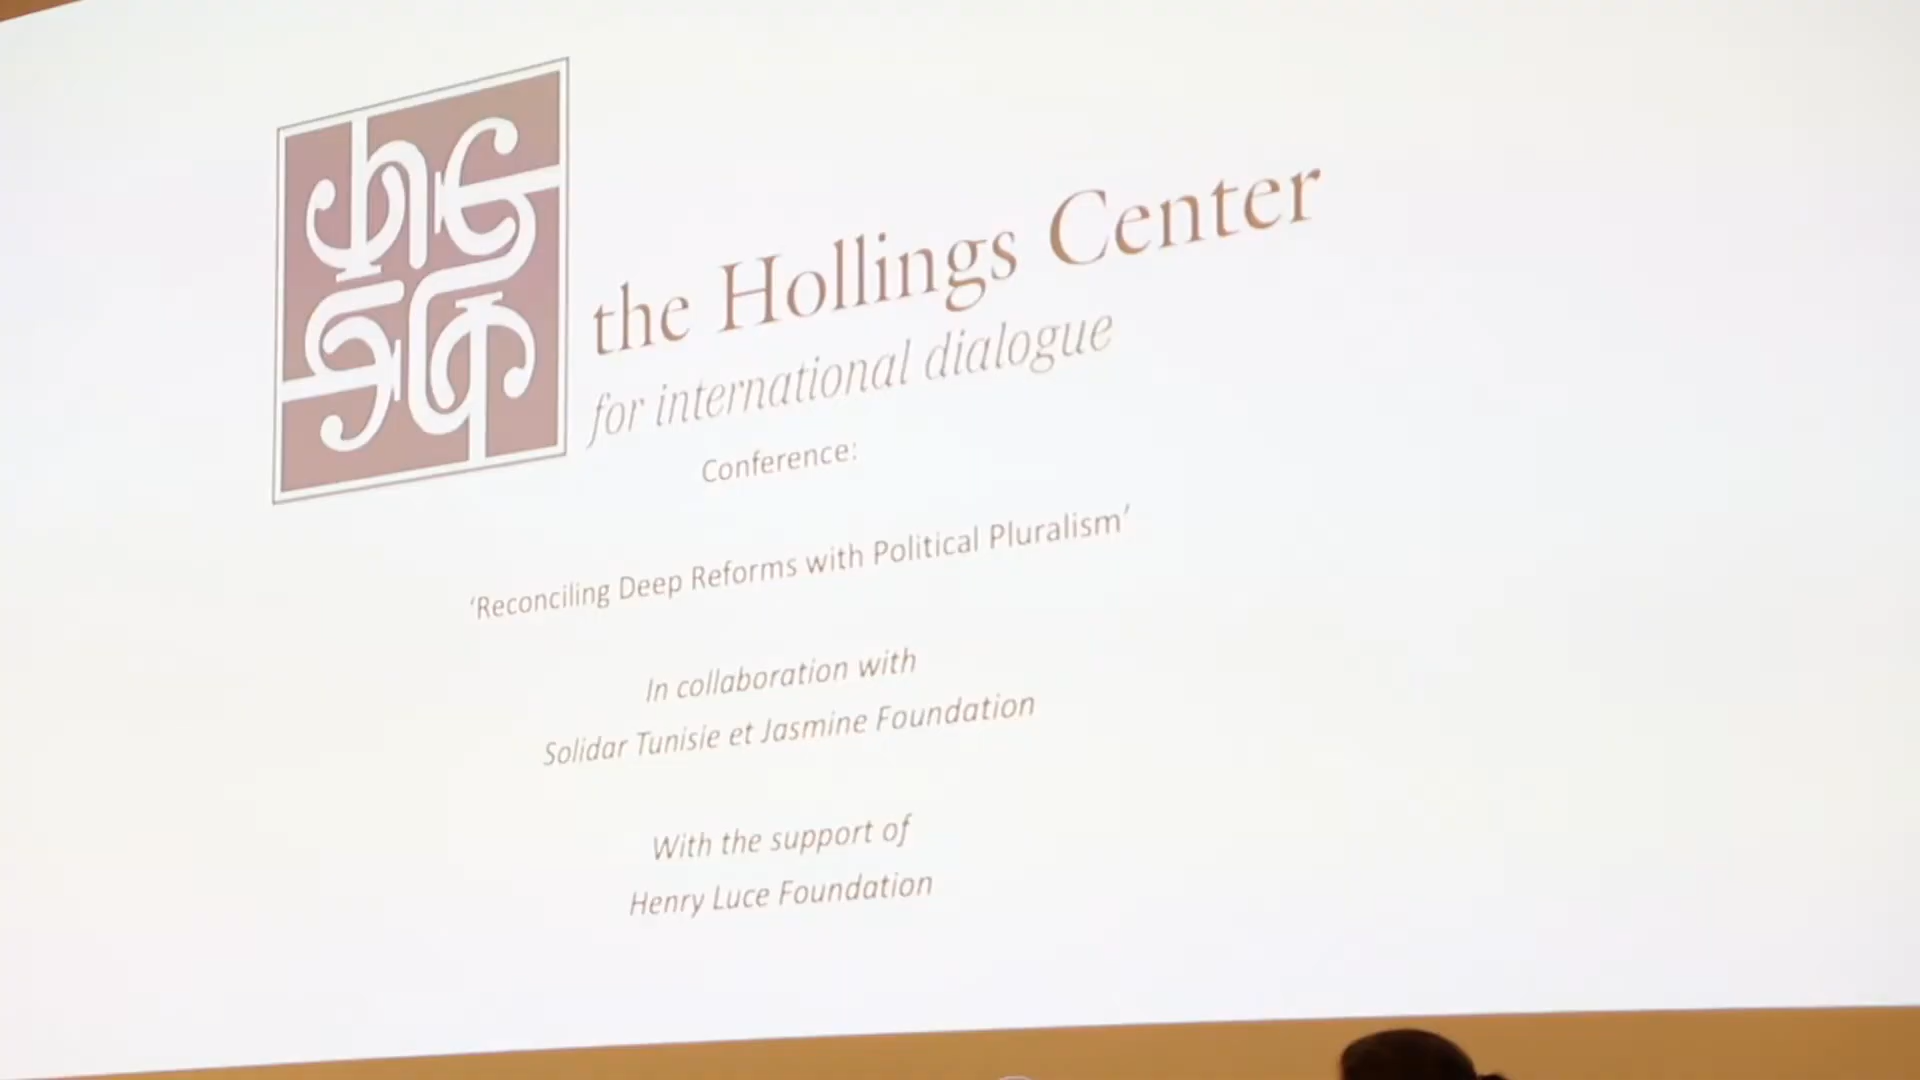 the Hollings Center
for international dialogue
Conference:
‘Reconciling Deep Reforms with Political Pluralism’
In collaboration with
Solidar Tunisie et Jasmine Foundation
With the support of
Henry Luce Foundation